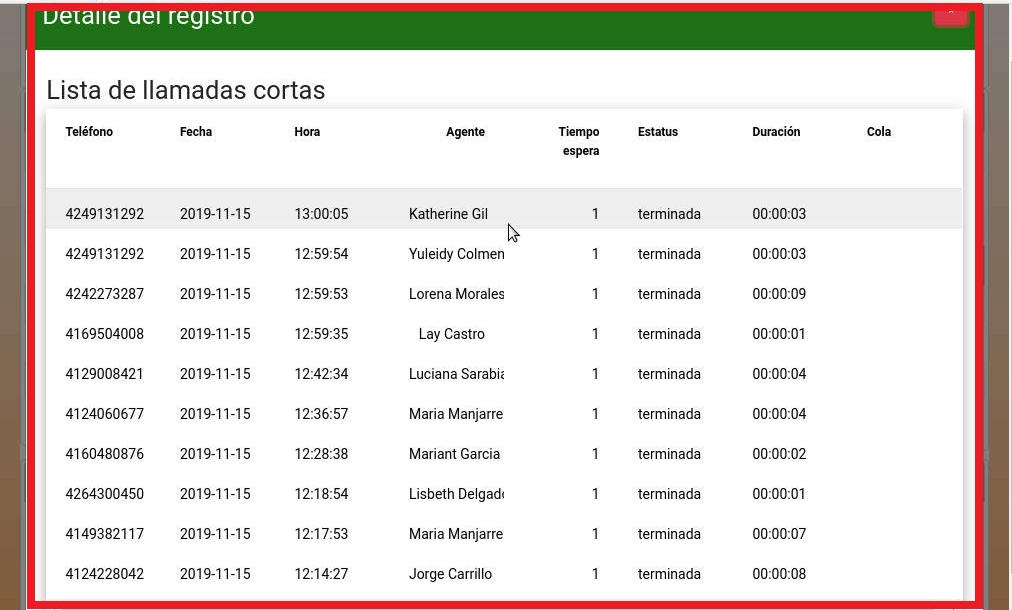 Detalle del registro
Lista de llamadas cortas
Teléfono Fecha Hora Agente Tiempo espera Estatus Duración Cola
4249131292 2019-11-15 13:00:05 Katherine Gil 1 terminada 00:00:03
4249131292 2019-11-15 12:59:54 Yuleidy Colmen 1 terminada 00:00:03
4242273287 2019-11-15 12:59:53 Lorena Morales 1 terminada 00:00:09
4169504008 2019-11-15 12:59:35 Lay Castro 1 terminada 00:00:01
4129008421 2019-11-15 12:42:34 Luciana Sarabia 1 terminada 00:00:04
4124060677 2019-11-15 12:36:57 Maria Manjarre 1 terminada 00:00:04
4160480876 2019-11-15 12:28:38 Mariant Garcia 1 terminada 00:00:02
4264300450 2019-11-15 12:18:54 Lisbeth Delgado 1 terminada 00:00:01
4149382117 2019-11-15 12:17:53 Maria Manjarre 1 terminada 00:00:07
4124228042 2019-11-15 12:14:27 Jorge Carrillo 1 terminada 00:00:08